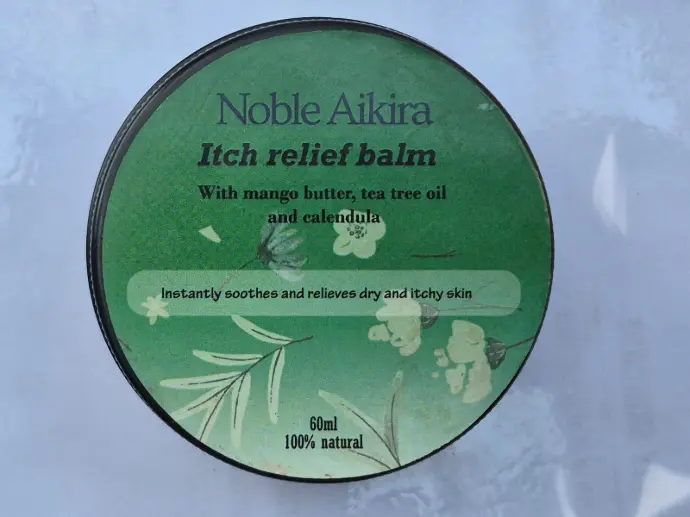 Noble Aikira
Itch relief balm
With mango butter, tea tree oil
and calendula
Instantly soothes and relieves dry and itchy skin
60ml
100% natural